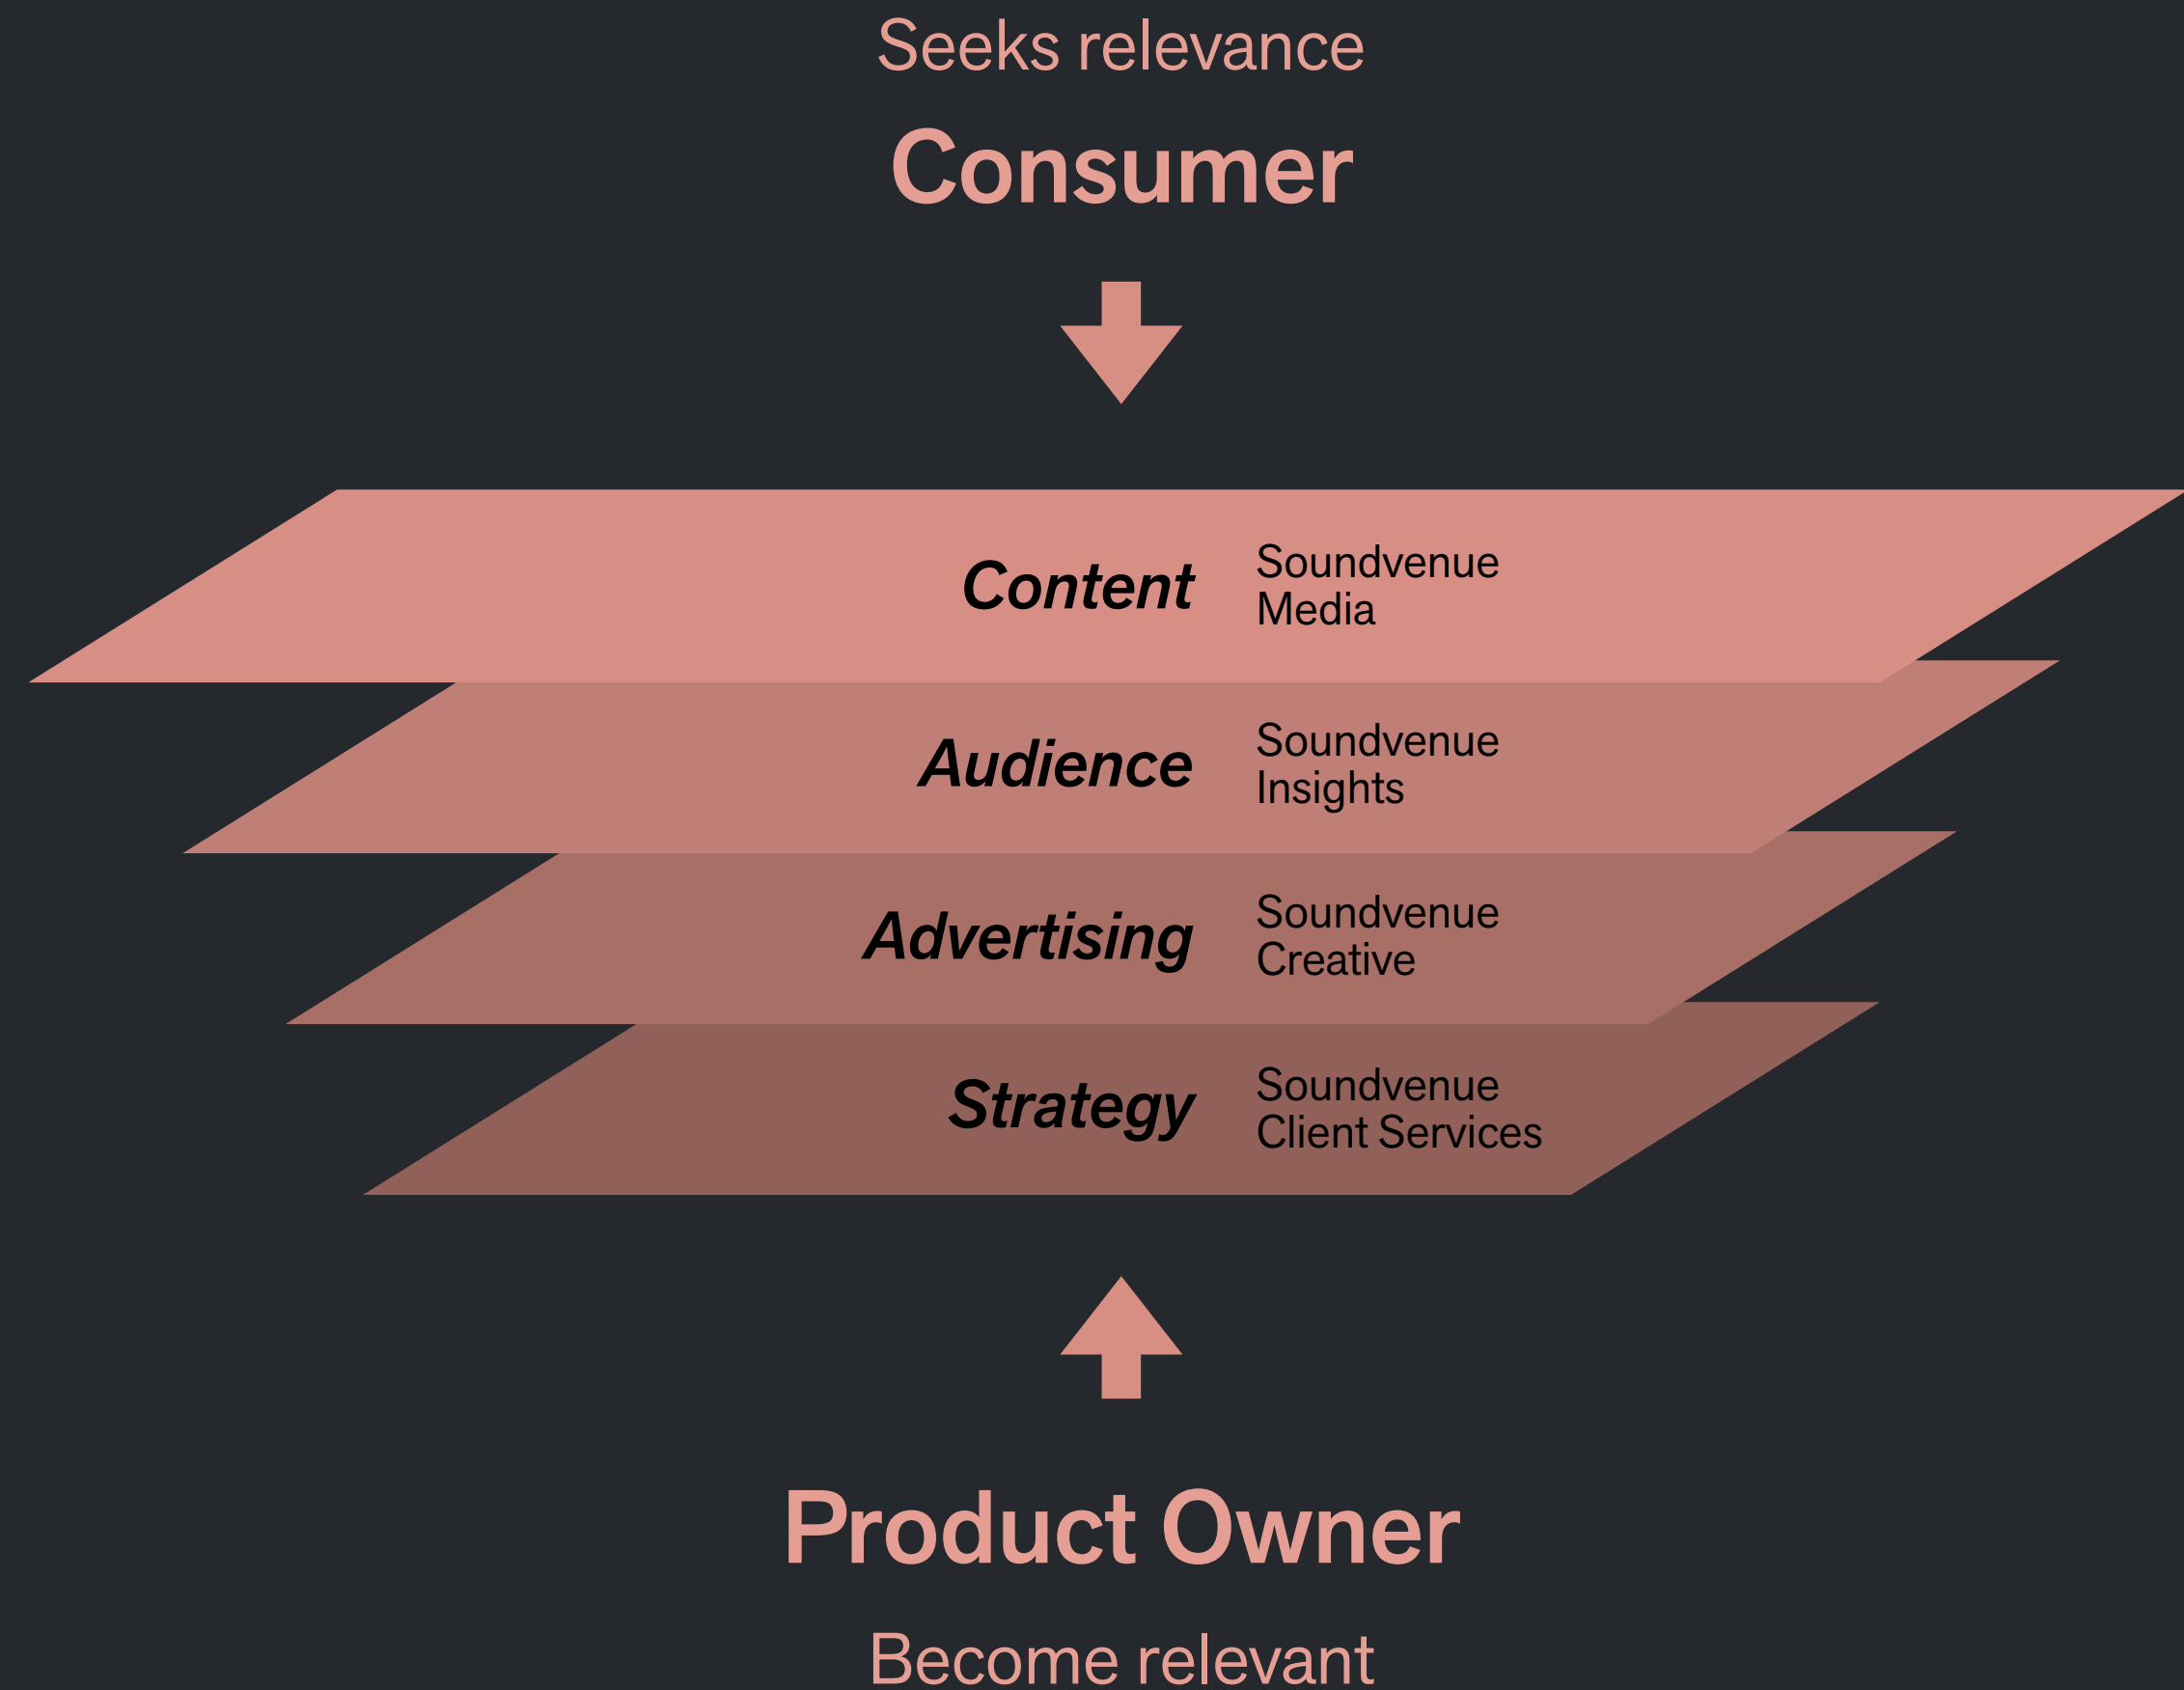 Seeks relevance
Consumer
Content
Soundvenue
Media
Audience
Soundvenue
Insights
Advertising
Soundvenue
Creative
Strategy
Soundvenue
Client Services
Product Owner
Become relevant